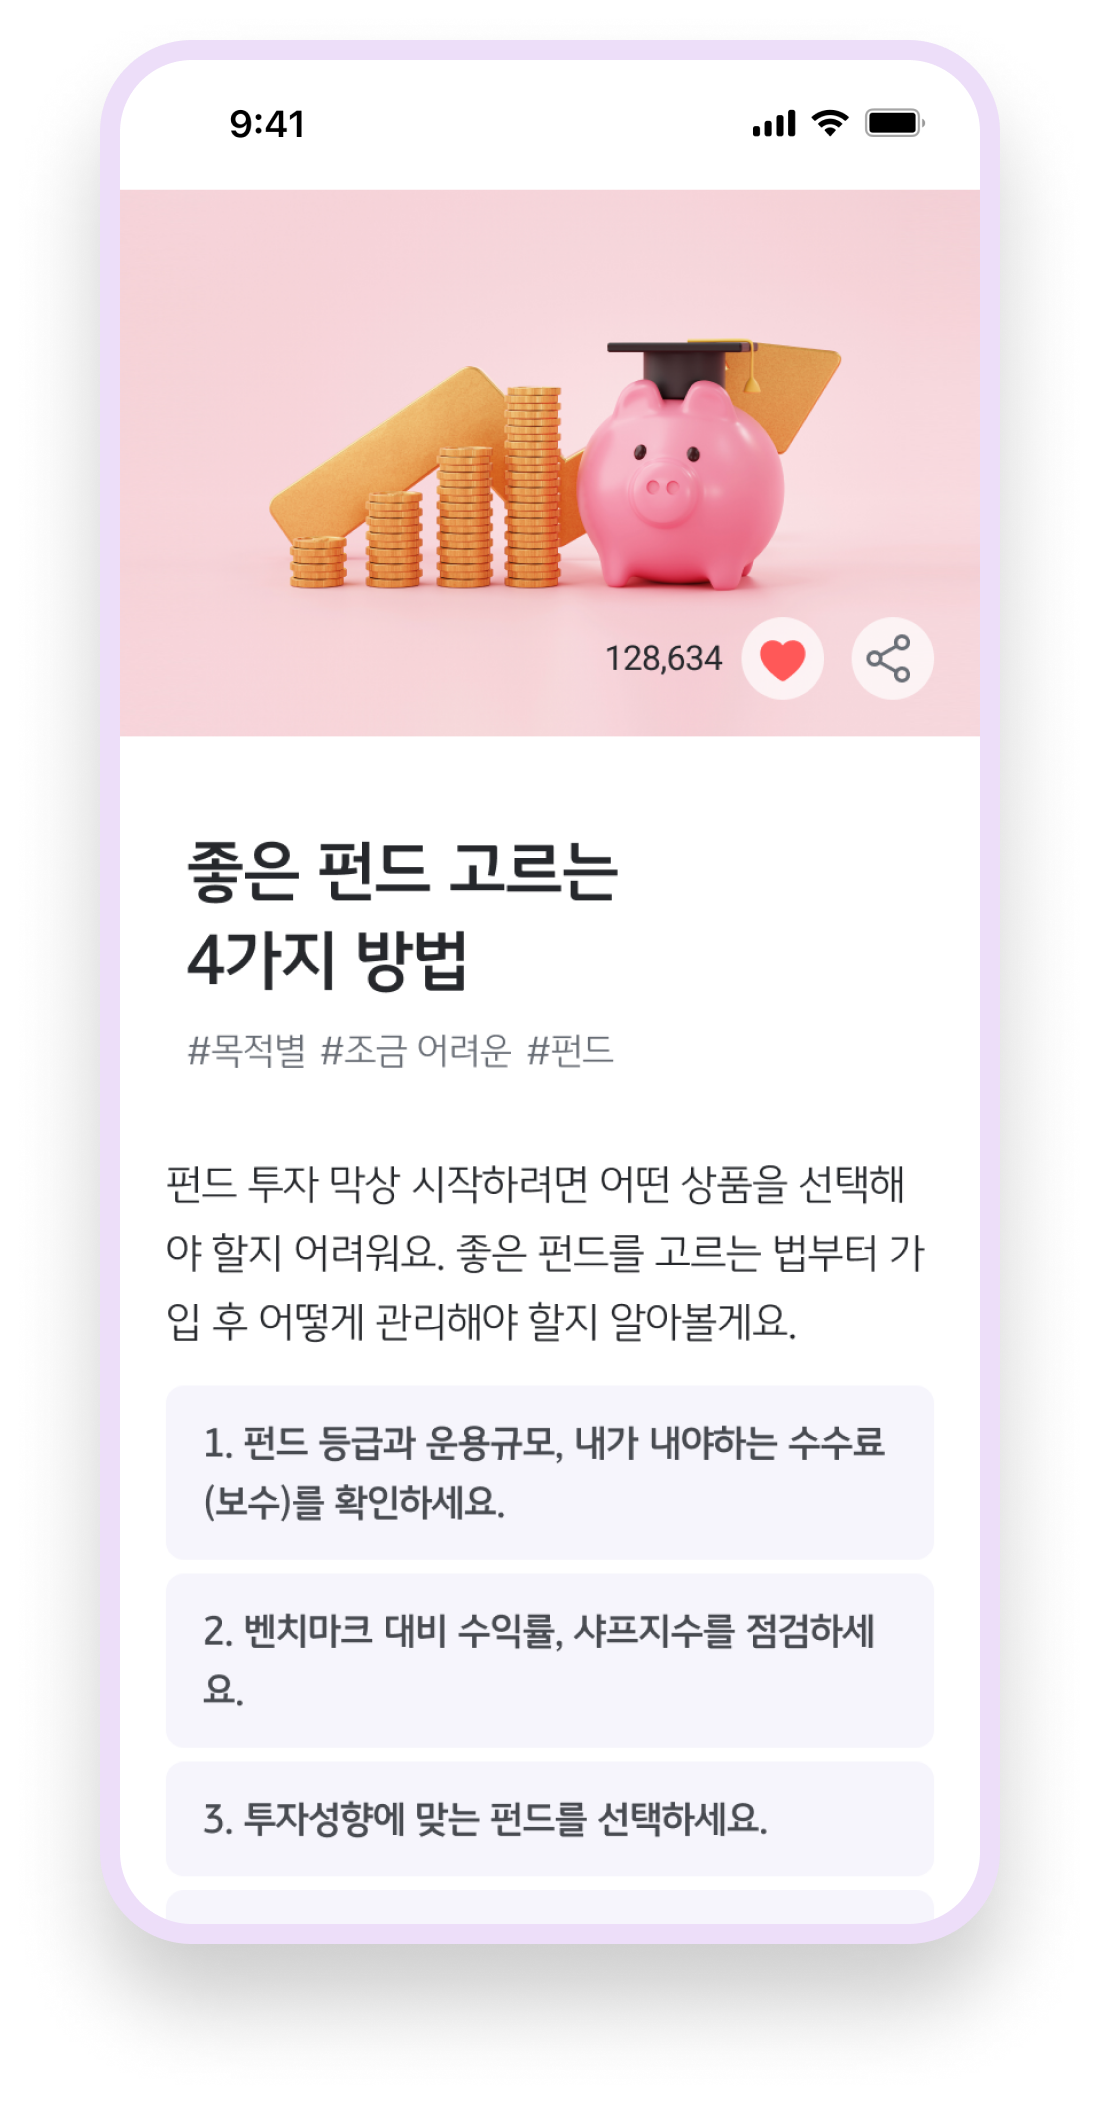 9:41
128,634
좋은 펀드 고르는
4가지 방법
#목적별 #조금 어려운 #펀드
펀드 투자 막상 시작하려면 어떤 상품을 선택해
야 할지 어려워요. 좋은 펀드를 고르는 법부터 가
입 후 어떻게 관리해야 할지 알아볼게요.
1. 펀드 등급과 운용규모, 내가 내야하는 수수료
(보수)를 확인하세요.
2. 벤치마크 대비 수익률, 샤프지수를 점검하세
요.
3. 투자성향에 맞는 펀드를 선택하세요.